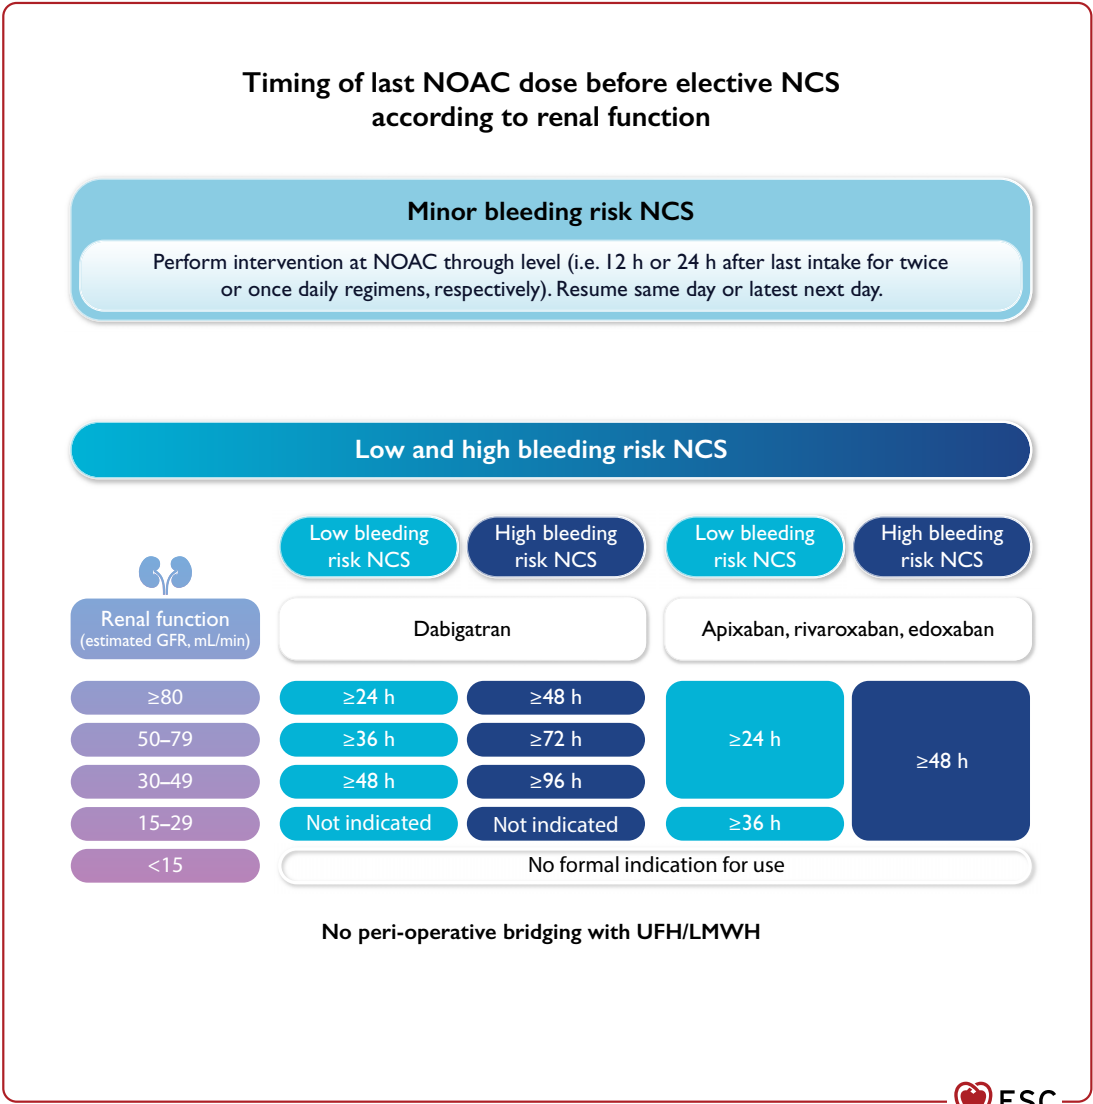 Timing of last NOAC dose before elective NCS
according to renal function
Minor bleeding risk NCS
Perform intervention at NOAC through level (i.e. 12 h or 24 h after last intake for twice
or once daily regimens, respectively). Resume same day or latest next day.
Low and high bleeding risk NCS
Low bleeding
risk NCS
High bleeding
risk NCS
Low bleeding
risk NCS
High bleeding
risk NCS
Renal function
(estimated GFR, mL/min)
Dabigatran
Apixaban, rivaroxaban, edoxaban
≥80
≥24 h
≥48 h
50–79
≥36 h
≥72 h
≥24 h
30–49
≥48 h
≥96 h
≥48 h
15–29
Not indicated
Not indicated
≥36 h
<15
No formal indication for use
No peri-operative bridging with UFH/LMWH
ESC